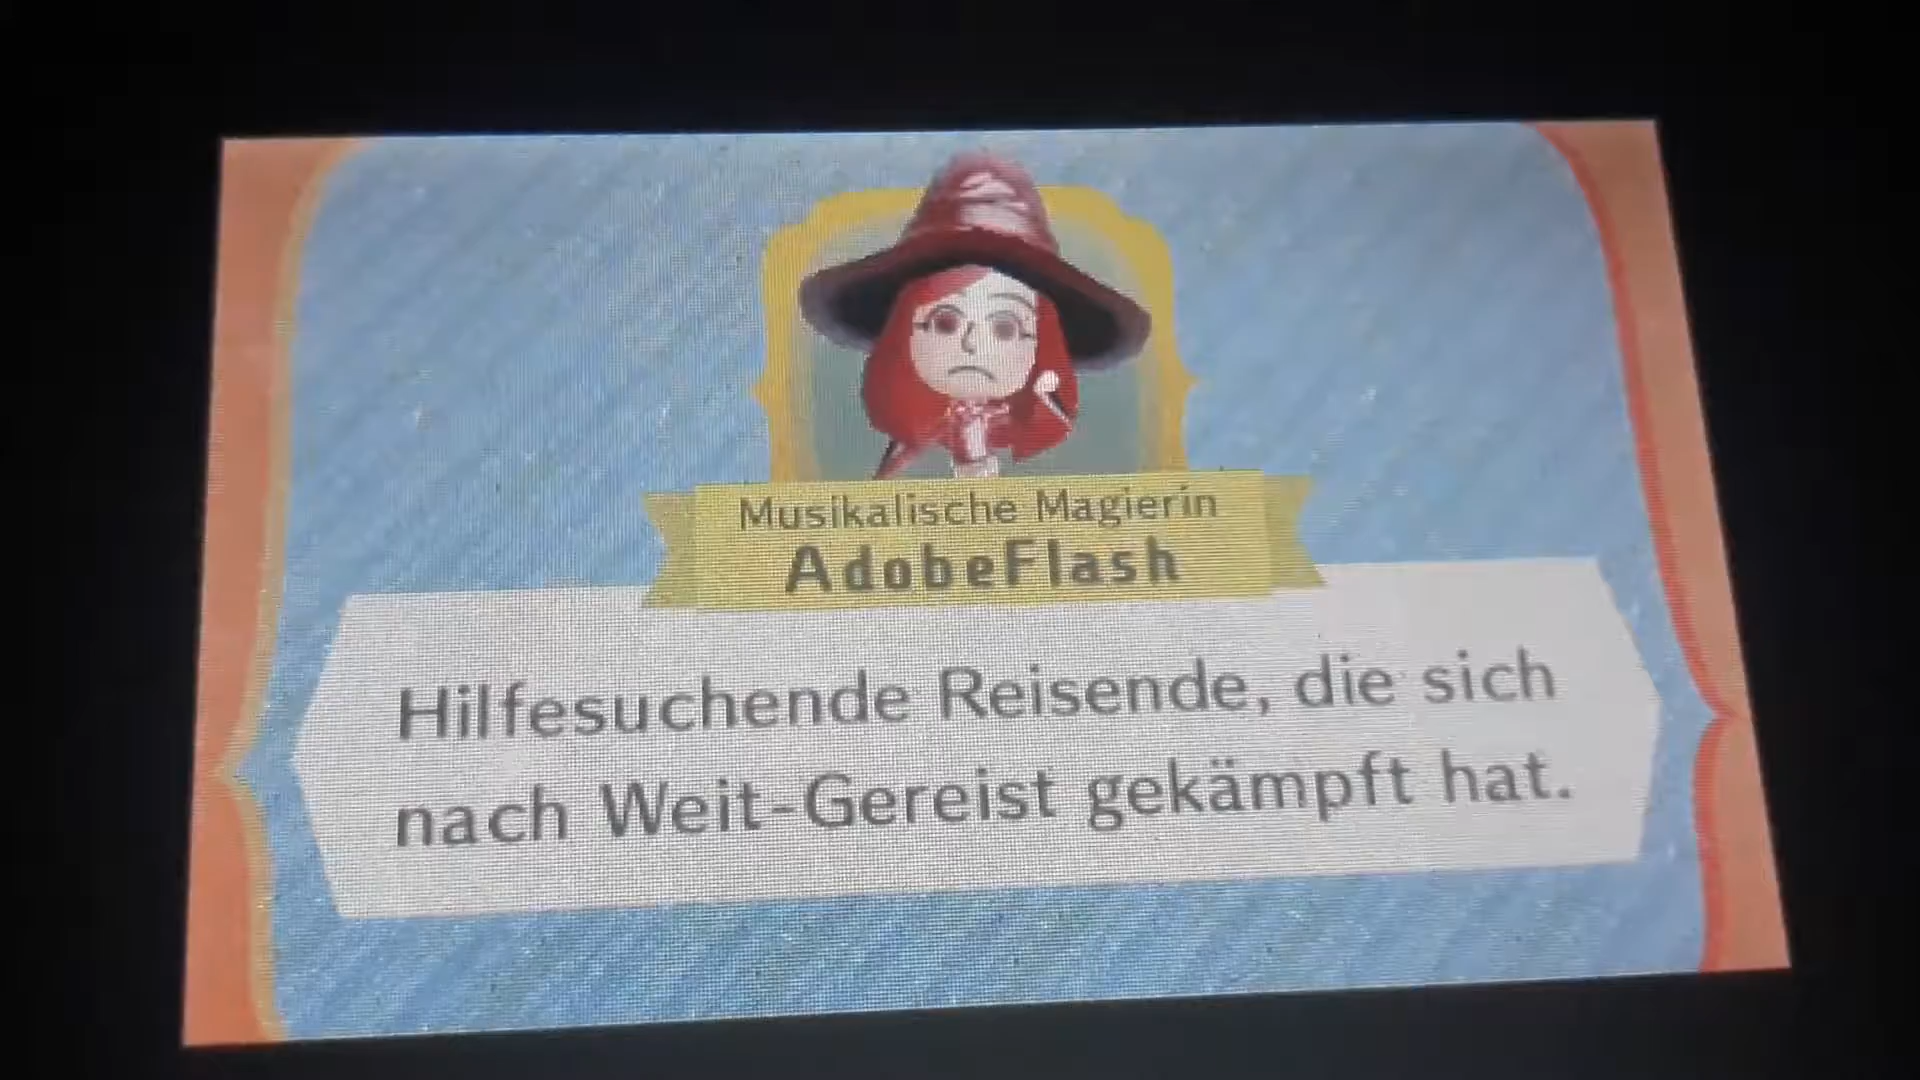 Musikalische Magierin
AdobeFlash
Hilfesuchende Reisende, die sich
nach Weit-Gereist gekämpft hat.